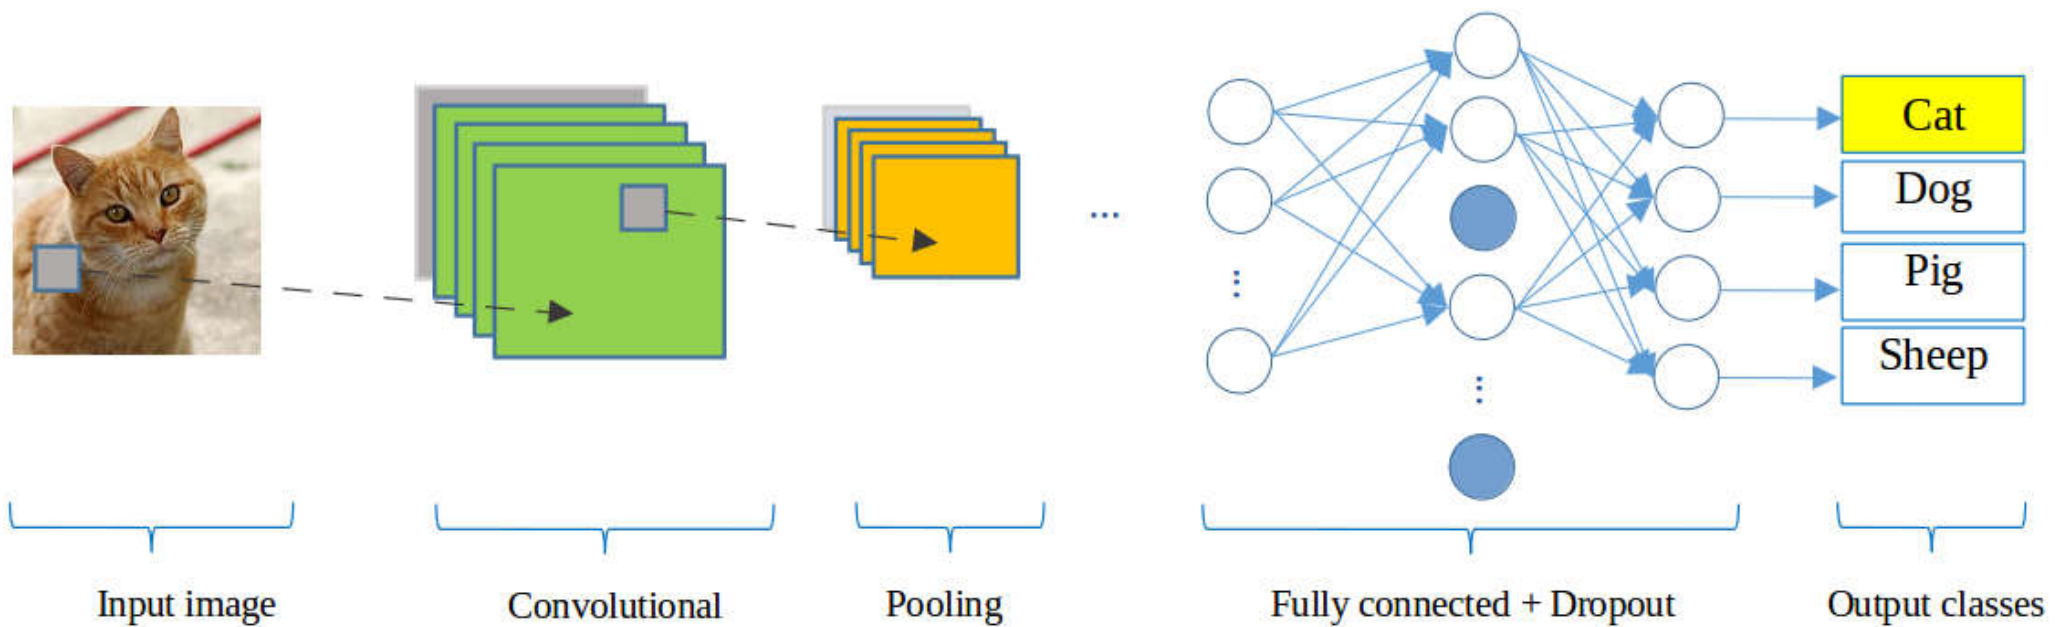 Cat
Dog
Pig
Sheep
...
Input image
Convolutional
Pooling
Fully connected + Dropout
Output classes